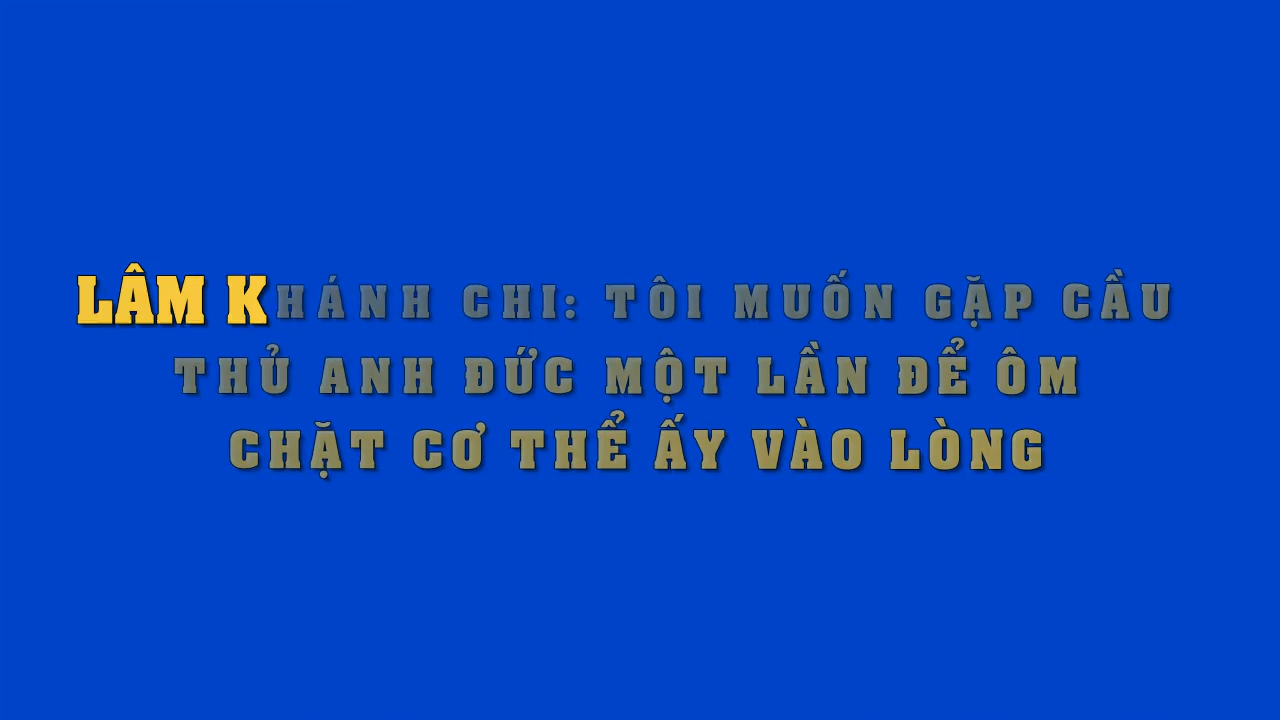 LÂM KHÁNH CHI: TÔI MUỐN GẶP CẦU
THỦ ANH ĐỨC MỘT LẦN ĐỂ ÔM
CHẶT CƠ THỂ ẤY VÀO LÒNG